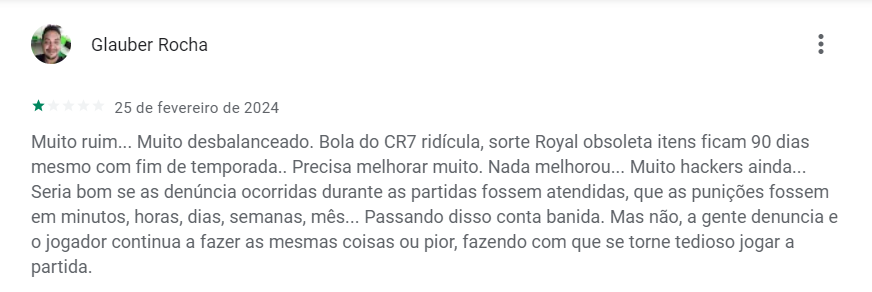 Glauber Rocha
25 de fevereiro de 2024
Muito ruim... Muito desbalanceado. Bola do CR7 ridícula, sorte Royal obsoleta itens ficam 90 dias
mesmo com fim de temporada.. Precisa melhorar muito. Nada melhorou... Muito hackers ainda...
Seria bom se as denúncia ocorridas durante as partidas fossem atendidas, que as punições fossem
em minutos, horas, dias, semanas, mês... Passando disso conta banida. Mas não, a gente denuncia e
o jogador continua a fazer as mesmas coisas ou pior, fazendo com que se torne tedioso jogar a
partida.